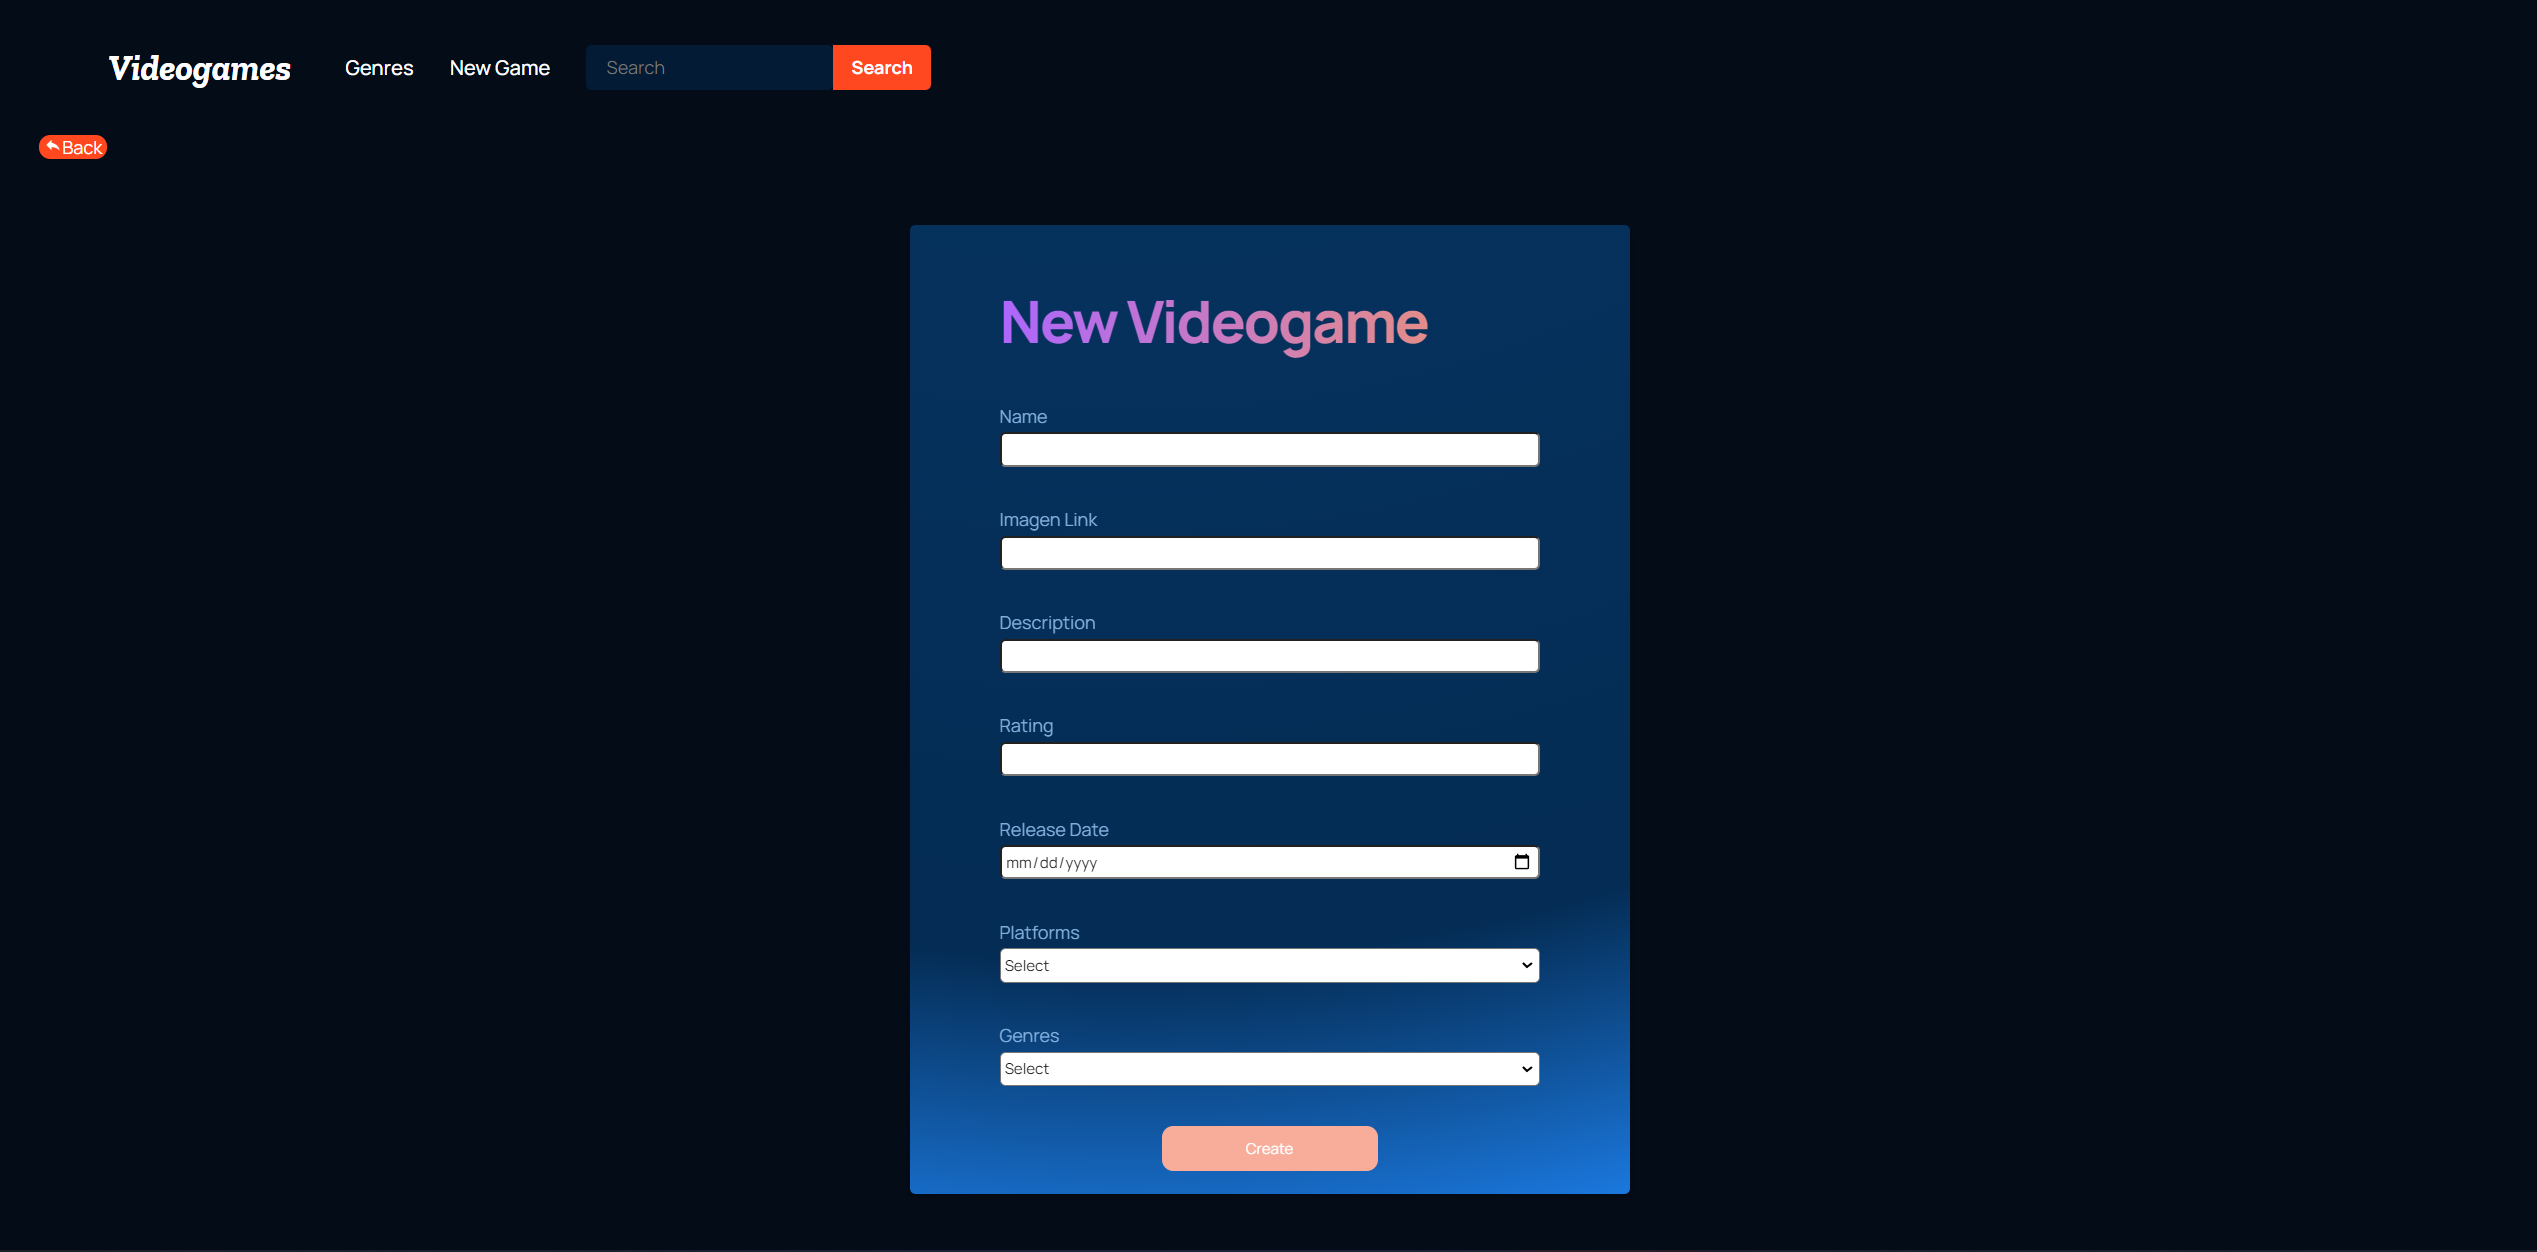 Videogames Genres New Game Search Search
Back
New Videogame
Name
Imagen Link
Description
Rating
Release Date
mm/dd/yyyy
Platforms
Select
Genres
Select
Create